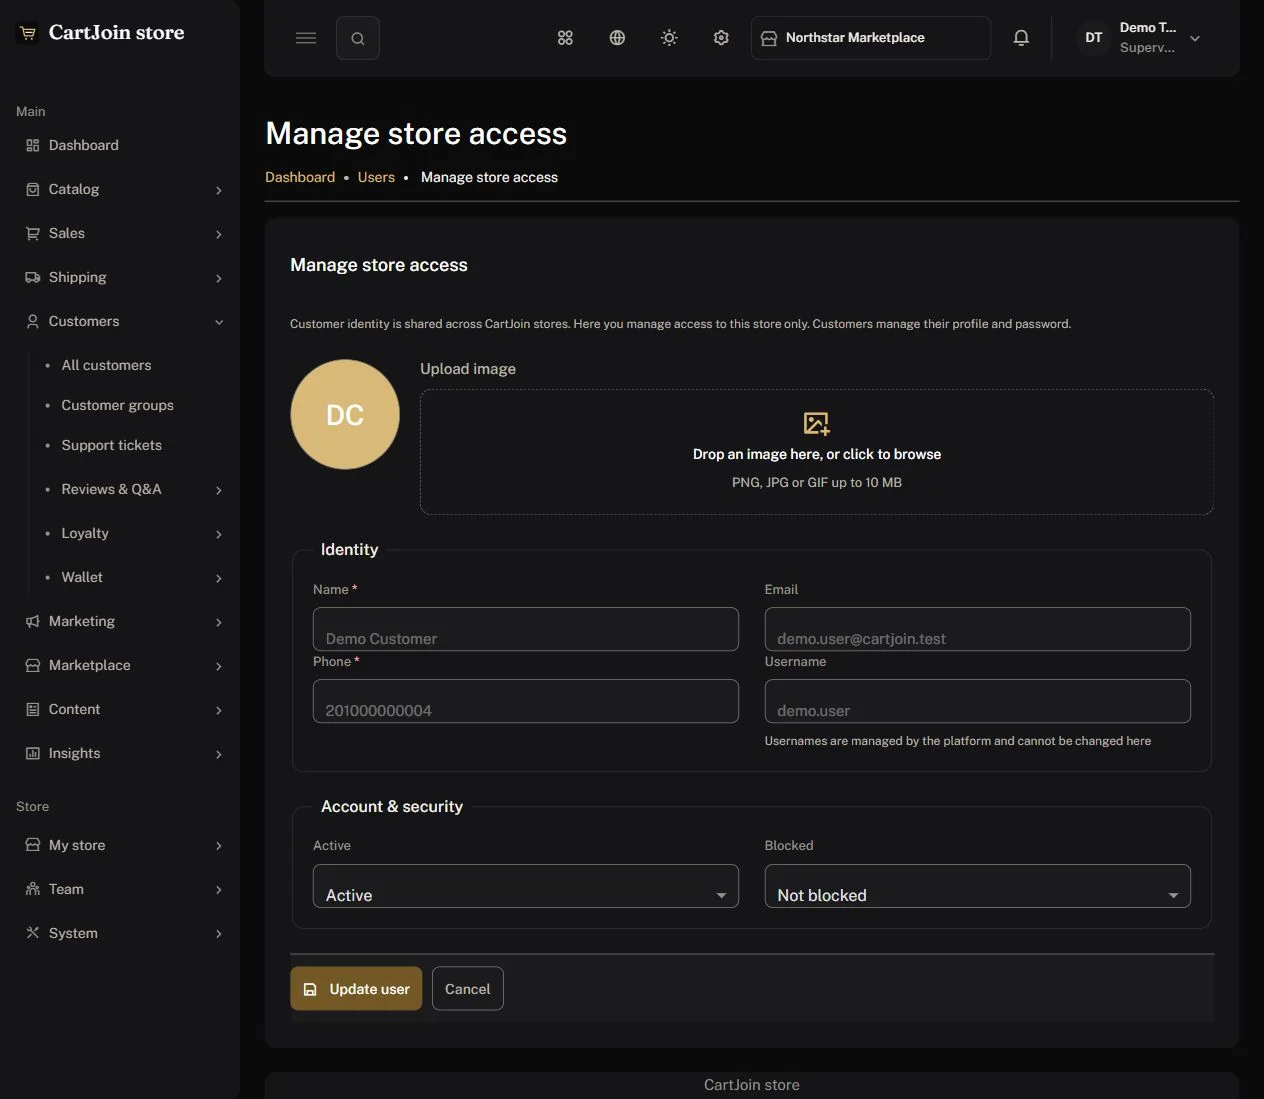 CartJoin store
Northstar Marketplace
DT
Demo T...
Superv...
Main
Dashboard
Catalog
Sales
Shipping
Customers
All customers
Customer groups
Support tickets
Reviews & Q&A
Loyalty
Wallet
Marketing
Marketplace
Content
Insights
Store
My store
Team
System
Manage store access
Dashboard • Users • Manage store access
Manage store access
Customer identity is shared across CartJoin stores. Here you manage access to this store only. Customers manage their profile and password.
DC
Upload image
Drop an image here, or click to browse
PNG, JPG or GIF up to 10 MB
Identity
Name *
Demo Customer
Email
demo.user@cartjoin.test
Phone *
201000000004
Username
demo.user
Usernames are managed by the platform and cannot be changed here
Account & security
Active
Active
Blocked
Not blocked
Update user
Cancel
CartJoin store